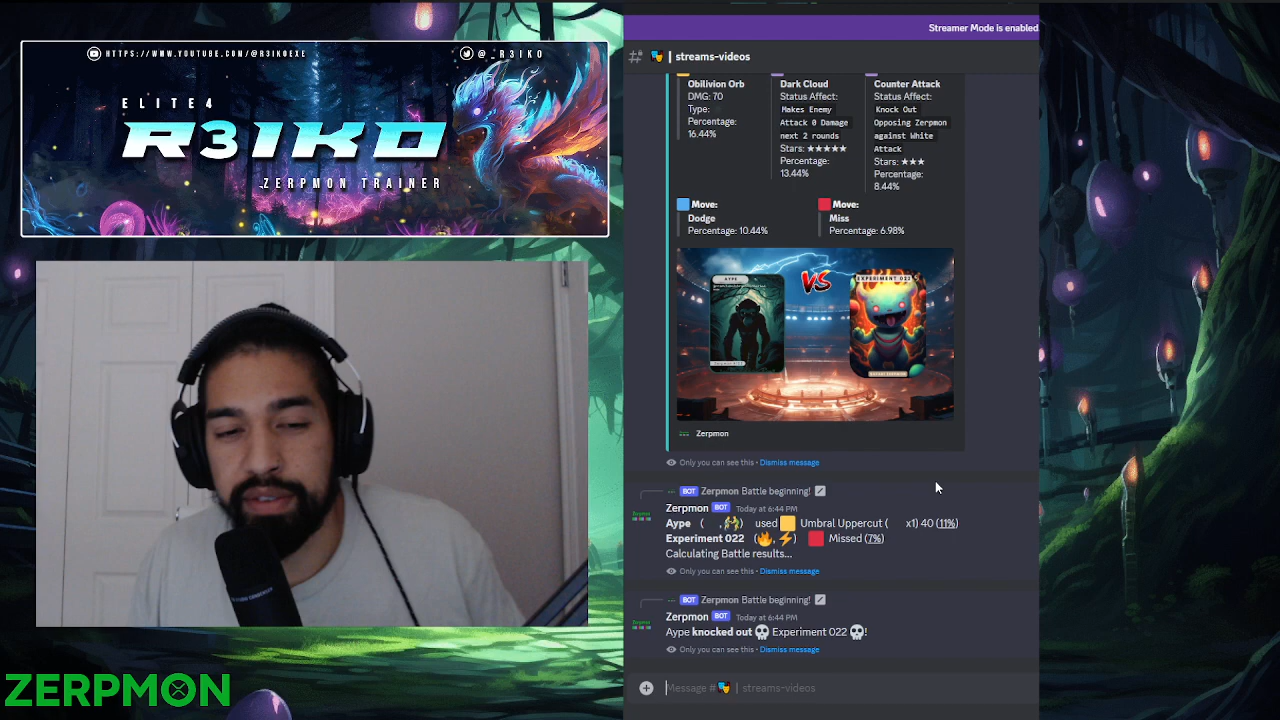 HTTPS://WWW.YOUTUBE.COM/@R3IKOEXE
@_R3IKO
ELITE4
R3IKO
ZERPMON TRAINER
ZERPMON
Streamer Mode is enabled
| streams-videos
Obilivion Orb
DMG: 70
Type:
Percentage:
16.44%
Dark Cloud
Status Affect:
Makes Enemy
Attack 0 Damage
next 2 rounds
Stars: ★★★★★
Percentage:
13.44%
Counter Attack
Status Affect:
Knock Out
Opposing Zerpmon
against White
Attack
Stars: ★★★
Percentage:
8.44%
Move:
Dodge
Percentage: 10.44%
Move:
Miss
Percentage: 6.98%
AYPE
VS
EXPERIMENT 022
Zerpmon
Only you can see this • Dismiss message
BOT Zerpmon Battle beginning!
Zerpmon BOT Today at 6:44 PM
Aype ( , ) used Umbral Uppercut ( x1) 40 (11%)
Experiment 022 (🔥, ⚡) Missed (7%)
Calculating Battle results...
Only you can see this • Dismiss message
BOT Zerpmon Battle beginning!
Zerpmon BOT Today at 6:44 PM
Aype knocked out 💀 Experiment 022 💀!
Only you can see this • Dismiss message
Message # | streams-videos